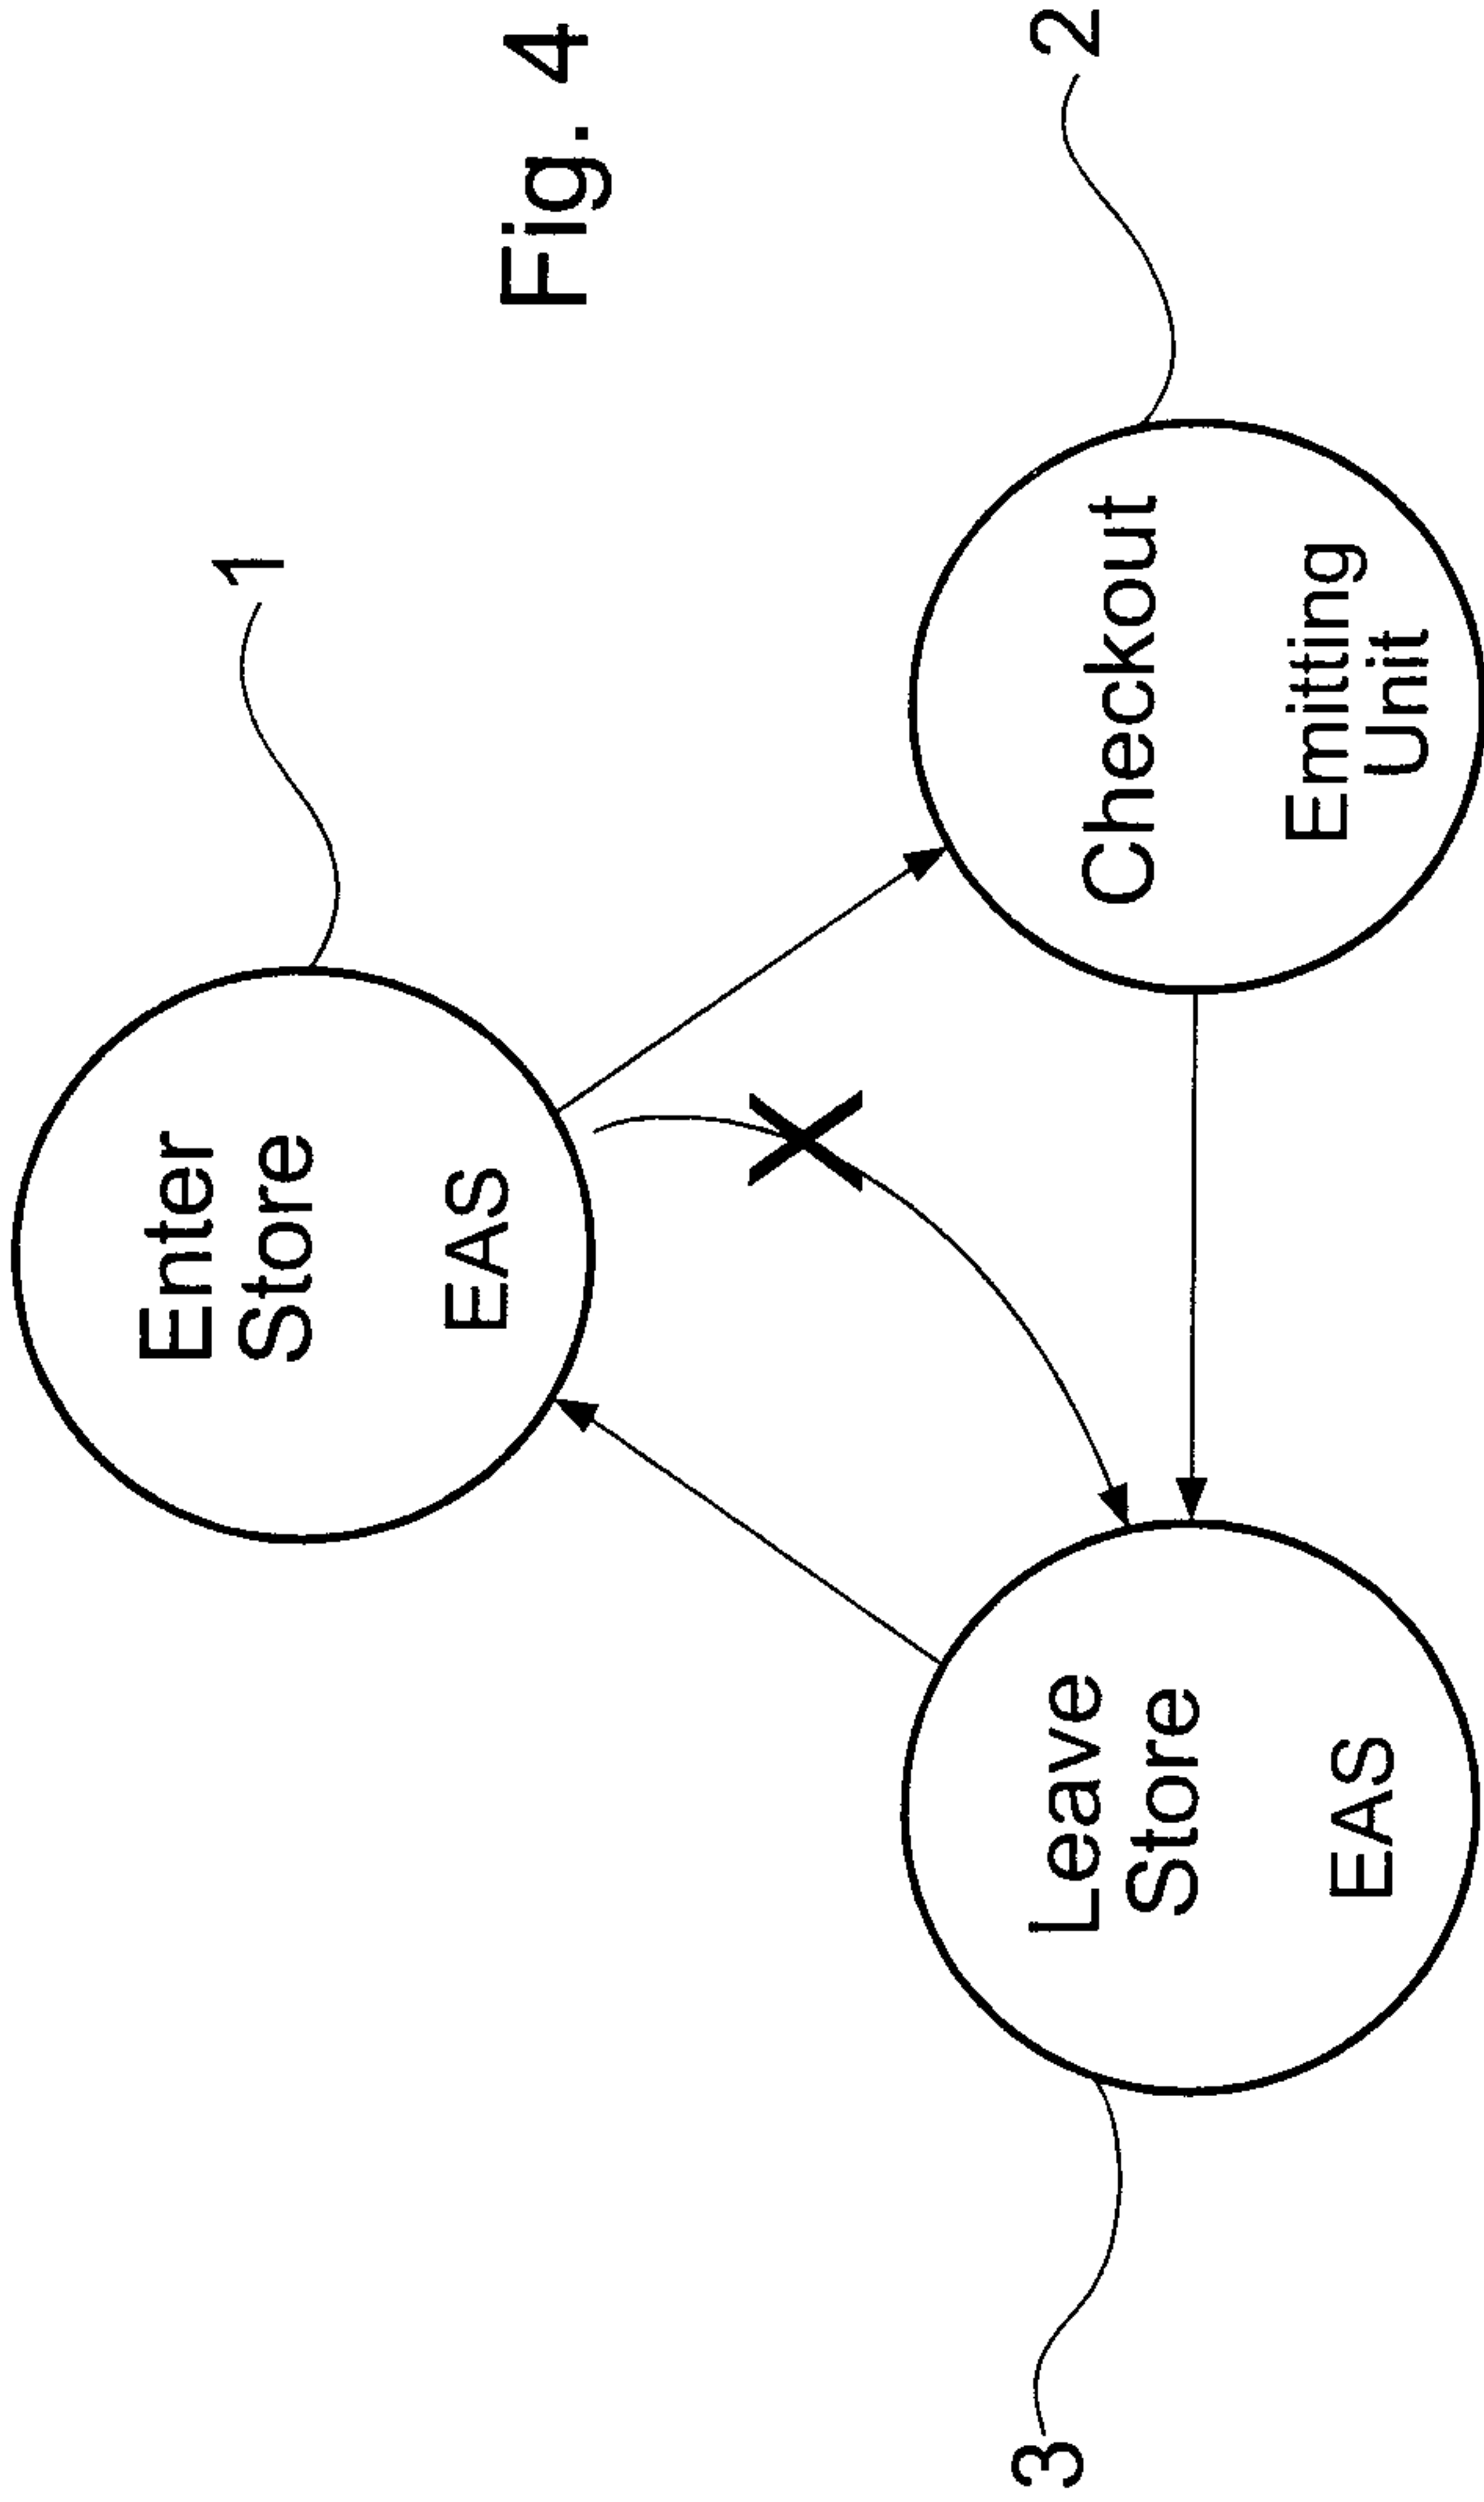 1
Enter
Store
EAS
Fig. 4
X
3
Leave
Store
EAS
2
Checkout
Emitting
Unit